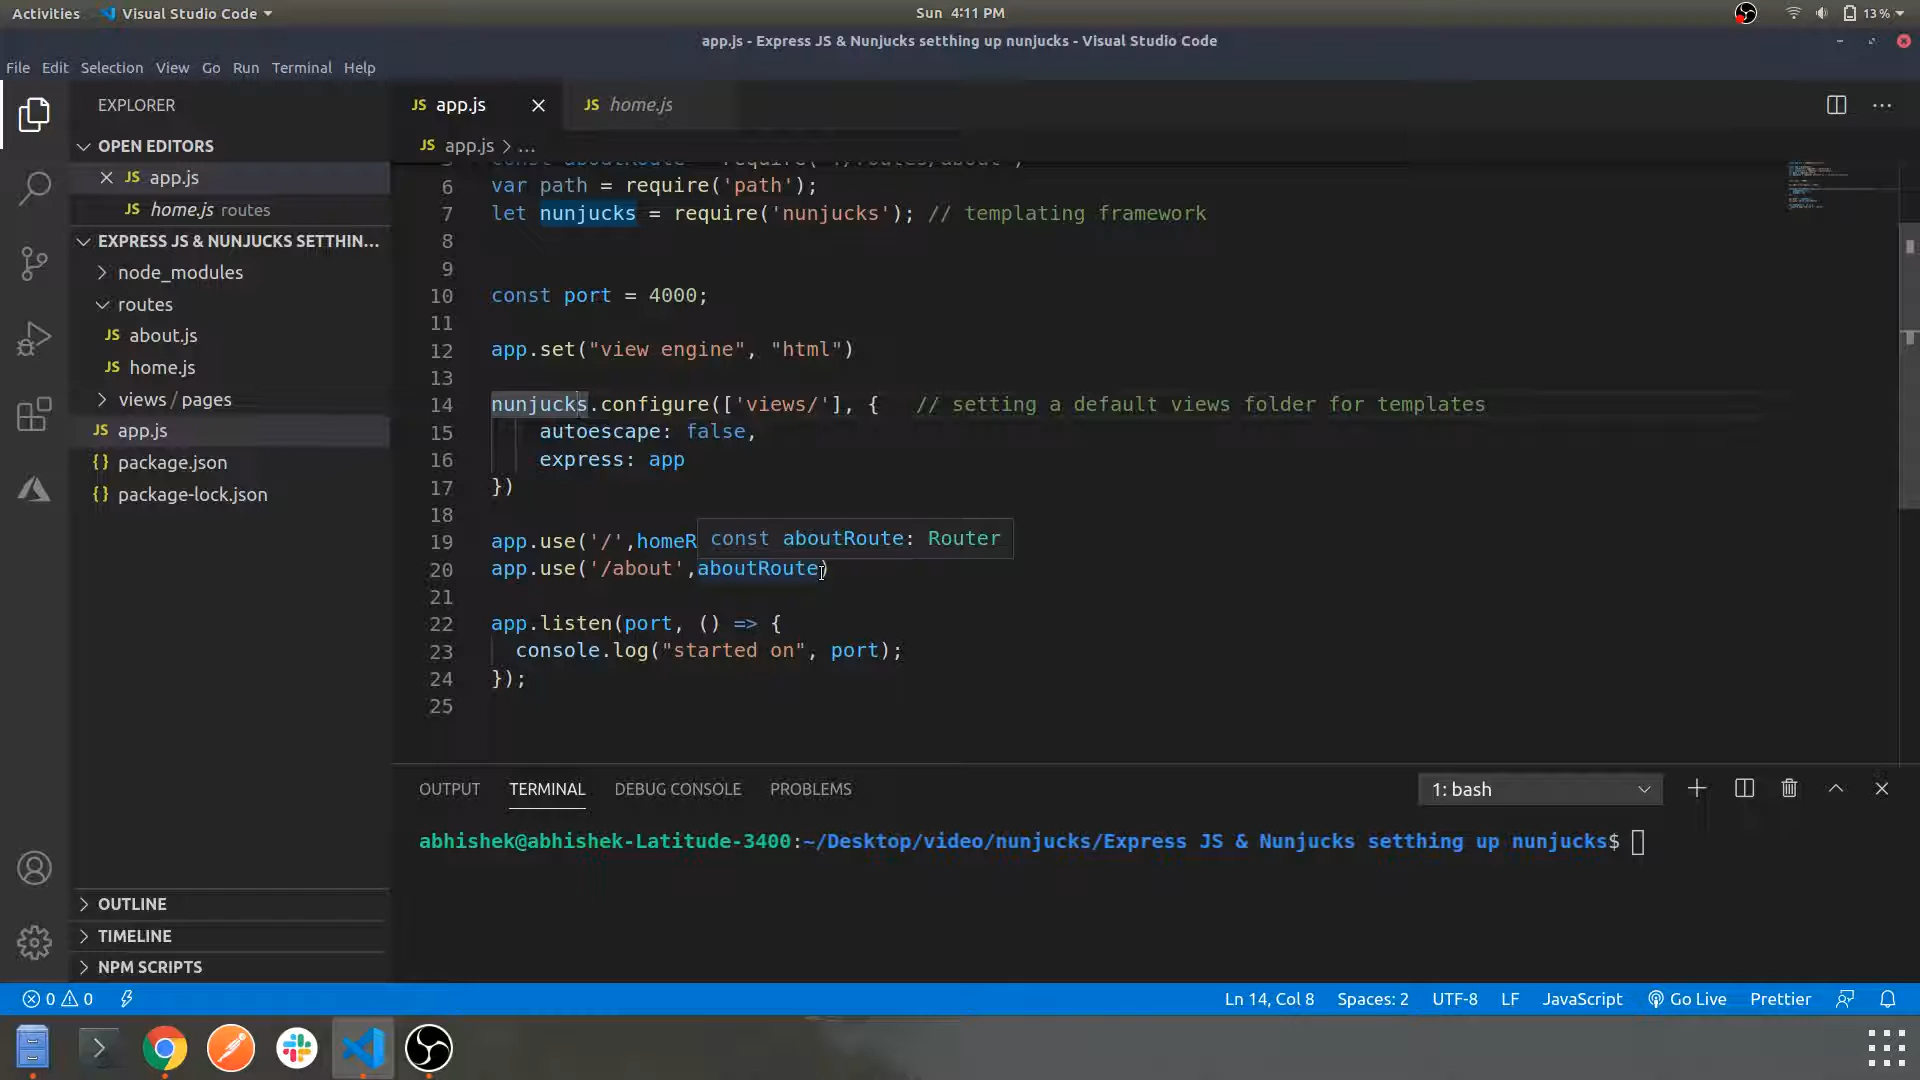 Activities
Visual Studio Code
Sun 4:11 PM
13 %
app.js - Express JS & Nunjucks setthing up nunjucks - Visual Studio Code
File Edit Selection View Go Run Terminal Help
EXPLORER
OPEN EDITORS
JS app.js
JS home.js routes
EXPRESS JS & NUNJUCKS SETTHIN...
node_modules
routes
JS about.js
JS home.js
views / pages
JS app.js
{} package.json
{} package-lock.json
OUTLINE
TIMELINE
NPM SCRIPTS
JS app.js
JS home.js
JS app.js > ...
6 var path = require('path');
7 let nunjucks = require('nunjucks'); // templating framework
8
9
10 const port = 4000;
11
12 app.set("view engine", "html")
13
14 nunjucks.configure(['views/'], { // setting a default views folder for templates
15 autoescape: false,
16 express: app
17 })
18
19 app.use('/',homeR
const aboutRoute: Router
20 app.use('/about',aboutRoute)
21
22 app.listen(port, () => {
23 console.log("started on", port);
24 });
25
OUTPUT TERMINAL DEBUG CONSOLE PROBLEMS
1: bash
abhishek@abhishek-Latitude-3400:~/Desktop/video/nunjucks/Express JS & Nunjucks setthing up nunjucks$
0 0
Ln 14, Col 8 Spaces: 2 UTF-8 LF JavaScript Go Live Prettier